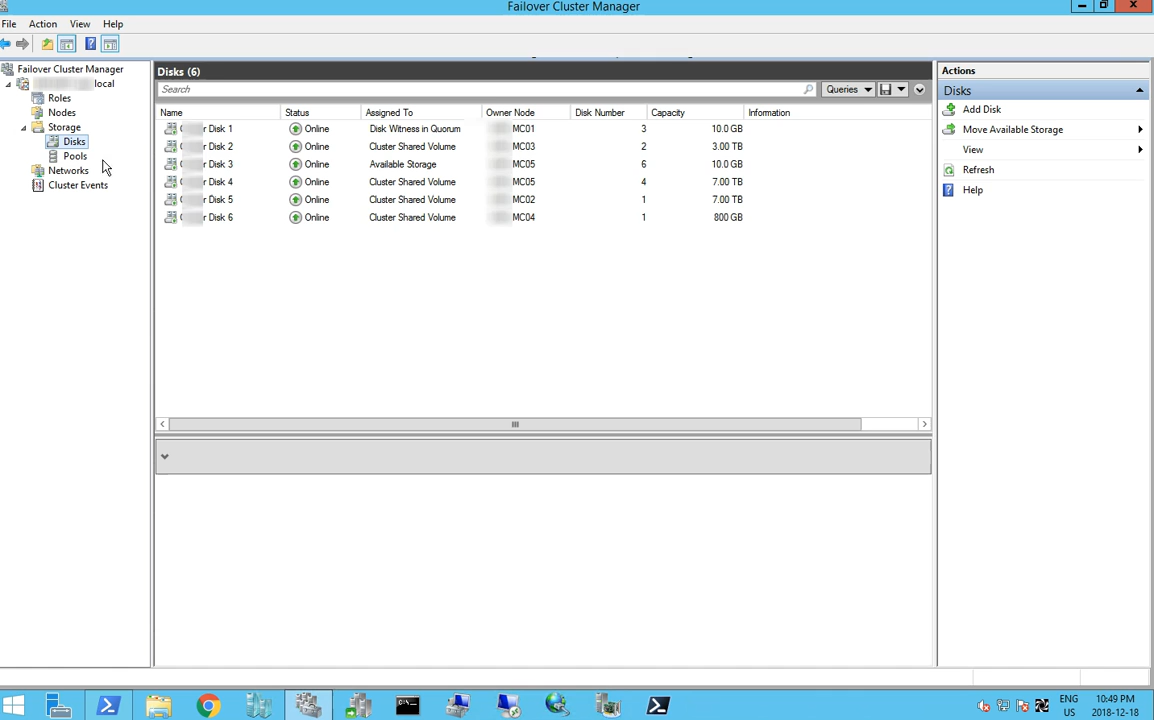 Failover Cluster Manager
File Action View Help
Failover Cluster Manager
local
Roles
Nodes
Storage
Disks
Pools
Networks
Cluster Events
Disks (6)
Search
Queries
Name Status Assigned To Owner Node Disk Number Capacity Information
r Disk 1 Online Disk Witness in Quorum MC01 3 10.0 GB
r Disk 2 Online Cluster Shared Volume MC03 2 3.00 TB
r Disk 3 Online Available Storage MC05 6 10.0 GB
r Disk 4 Online Cluster Shared Volume MC05 4 7.00 TB
r Disk 5 Online Cluster Shared Volume MC02 1 7.00 TB
r Disk 6 Online Cluster Shared Volume MC04 1 800 GB
Actions
Disks
Add Disk
Move Available Storage
View
Refresh
Help
ENG
US
10:49 PM
2018-12-18